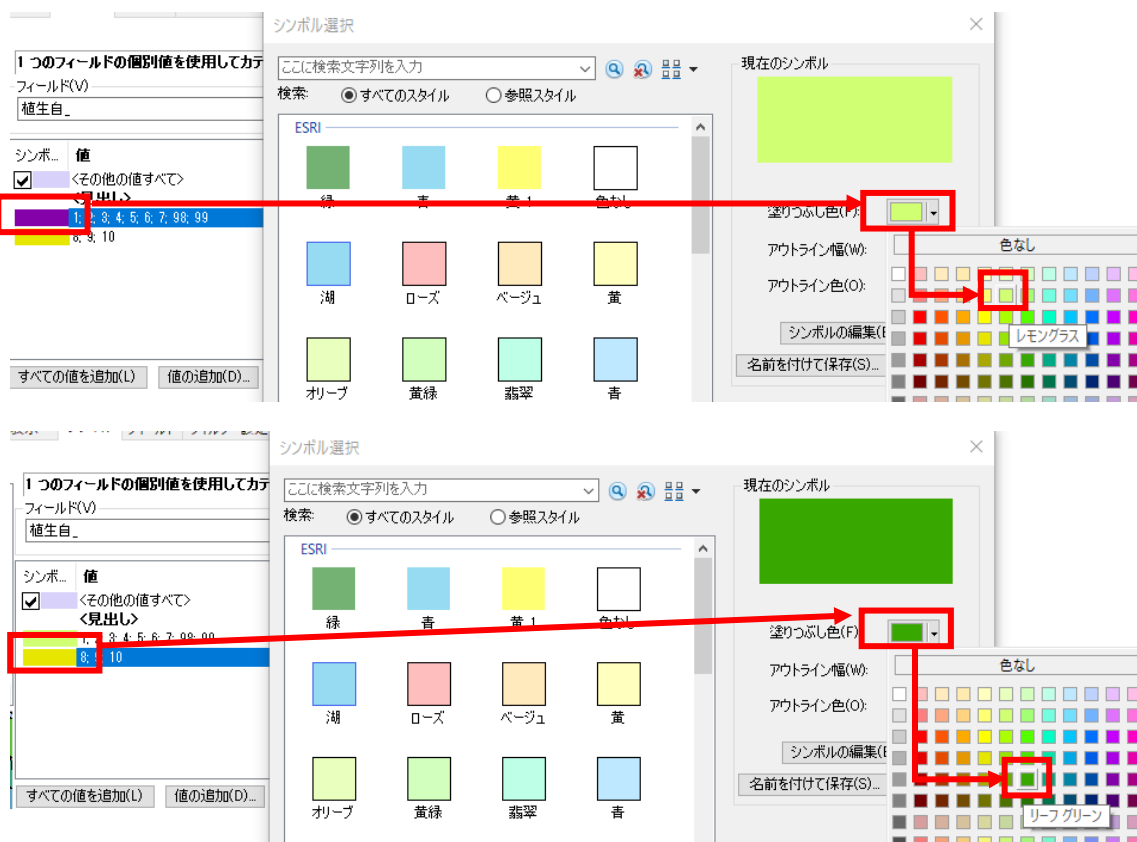 シンボル選択
1 つのフィールドの個別値を使用してカテ
フィールド(V)
植生自_
シンボ... 値
<その他の値すべて>
<見出し>
1; 2; 3; 4; 5; 6; 7; 98; 99
8; 9; 10
すべての値を追加(L) 値の追加(D)...
ここに検索文字列を入力
検索: すべてのスタイル 参照スタイル
ESRI
緑 青 黄 1 色なし
湖 ローズ ベージュ 黄
オリーブ 黄緑 翡翠 青
現在のシンボル
塗りつぶし色(F):
アウトライン幅(W):
アウトライン色(O):
シンボルの編集(E
名前を付けて保存(S)...
色なし
レモングラス
シンボル選択
1 つのフィールドの個別値を使用してカテ
フィールド(V)
植生自_
シンボ... 値
<その他の値すべて>
<見出し>
1; 2; 3; 4; 5; 6; 7; 98; 99
8; 9; 10
すべての値を追加(L) 値の追加(D)...
ここに検索文字列を入力
検索: すべてのスタイル 参照スタイル
ESRI
緑 青 黄 1 色なし
湖 ローズ ベージュ 黄
オリーブ 黄緑 翡翠 青
現在のシンボル
塗りつぶし色(F)
アウトライン幅(W):
アウトライン色(O):
シンボルの編集(E
名前を付けて保存(S)...
色なし
リーフ グリーン